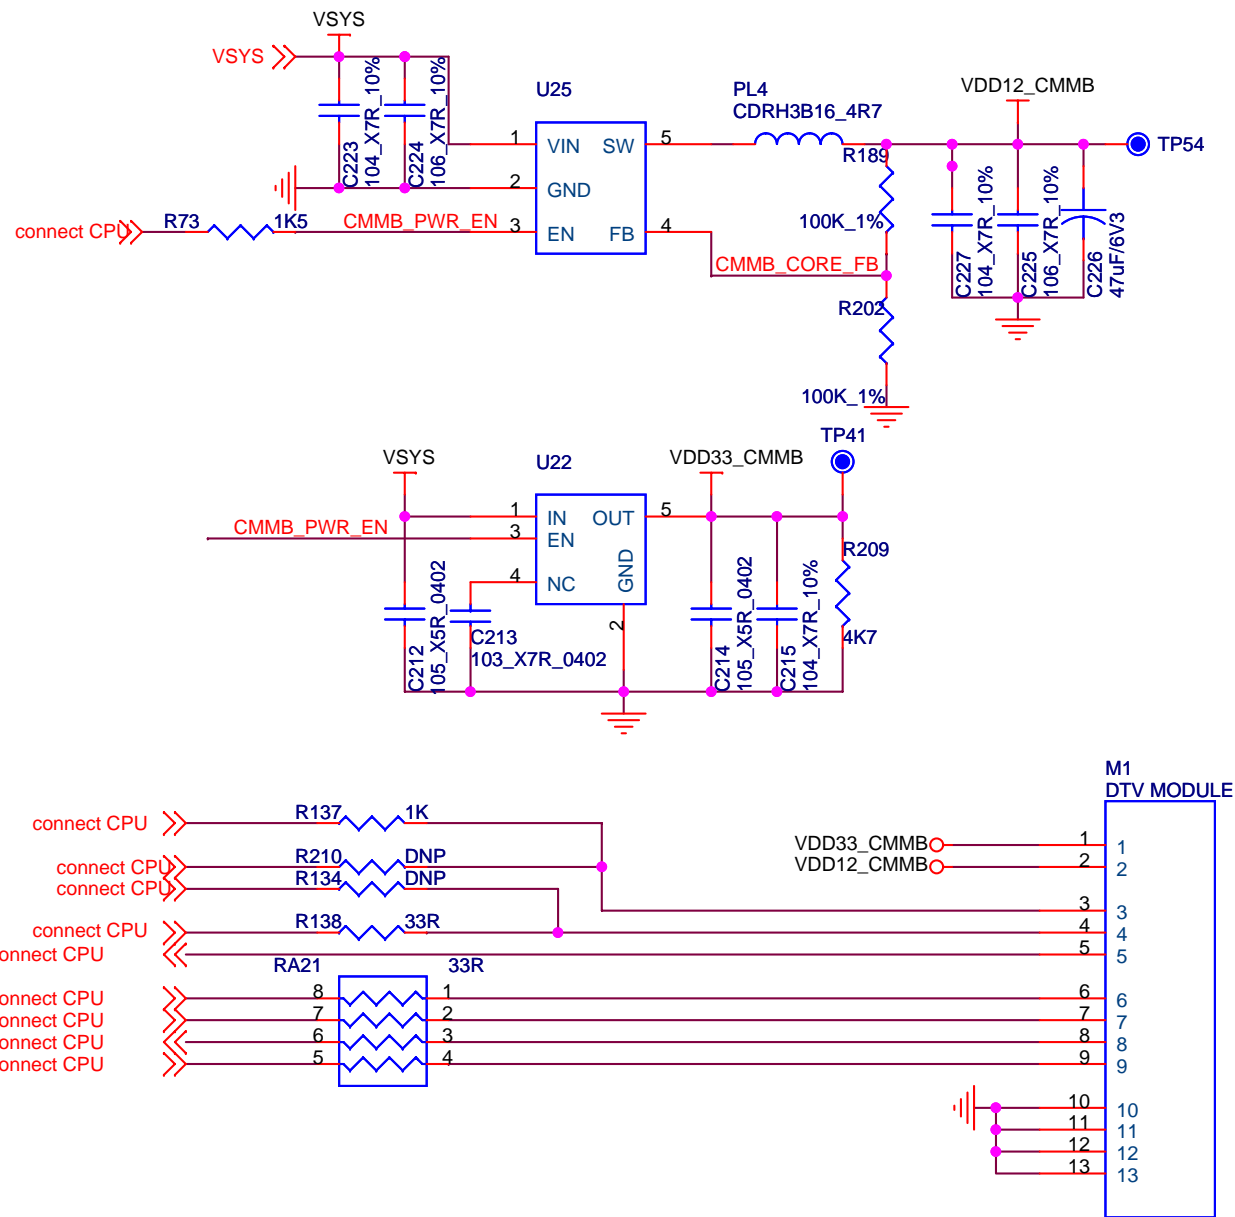 VSYS
VSYS
C223
104_X7R_10%
C224
106_X7R_10%
U25
1
VIN
SW
5
2
GND
3
EN
FB
4
connect CPU
R73
1K5
CMMB_PWR_EN
PL4
CDRH3B16_4R7
R189
100K_1%
CMMB_CORE_FB
R202
100K_1%
VDD12_CMMB
TP54
C227
104_X7R_10%
C225
106_X7R_10%
C226
47uF/6V3
VSYS
U22
VDD33_CMMB
TP41
CMMB_PWR_EN
1
IN
OUT
5
3
EN
4
NC
GND
2
C212
105_X5R_0402
C213
103_X7R_0402
C214
105_X5R_0402
C215
104_X7R_10%
R209
4K7
M1
DTV MODULE
connect CPU
R137
1K
connect CPU
R210
DNP
connect CPU
R134
DNP
connect CPU
R138
33R
onnect CPU
RA21
33R
onnect CPU
8
1
onnect CPU
7
2
onnect CPU
6
3
onnect CPU
5
4
VDD33_CMMB
1
1
VDD12_CMMB
2
2
3
3
4
4
5
5
6
6
7
7
8
8
9
9
10
10
11
11
12
12
13
13